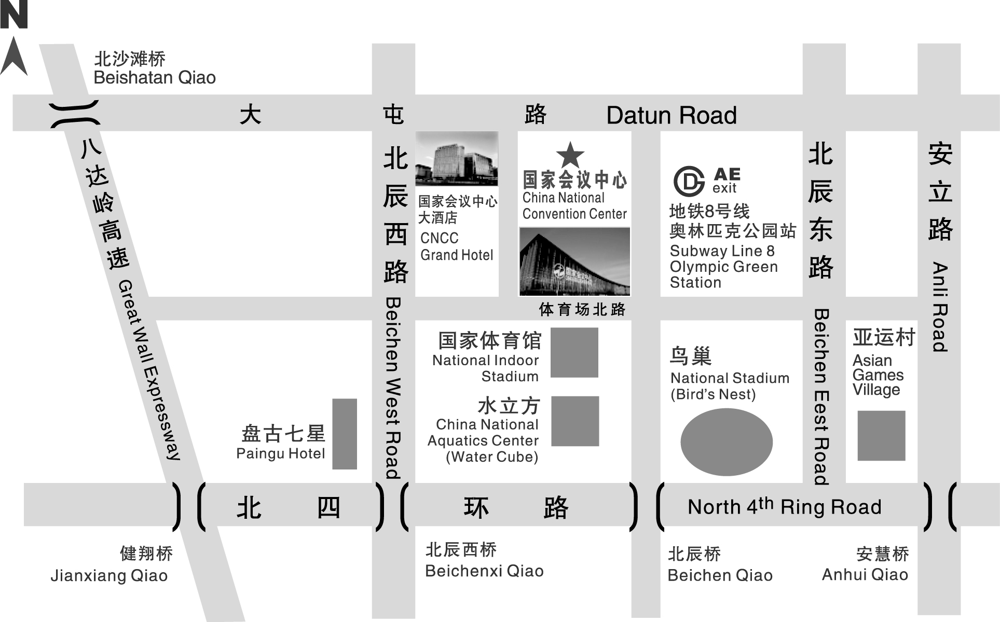 N
北沙滩桥
Beishatan Qiao
大屯路 Datun Road
八达岭高速 Great Wall Expressway
北辰西路 Beichen West Road
国家会议中心
大酒店
CNCC
Grand Hotel
国家会议中心
China National
Convention Center
D
AE
exit
地铁8号线
奥林匹克公园站
Subway Line 8
Olympic Green
Station
北辰东路 Beichen Eest Road
安立路 Anli Road
体育场北路
国家体育馆
National Indoor
Stadium
水立方
China National
Aquatics Center
(Water Cube)
鸟巢
National Stadium
(Bird's Nest)
亚运村
Asian
Games
Village
盘古七星
Paingu Hotel
北四环路 North 4th Ring Road
健翔桥
Jianxiang Qiao
北辰西桥
Beichenxi Qiao
北辰桥
Beichen Qiao
安慧桥
Anhui Qiao